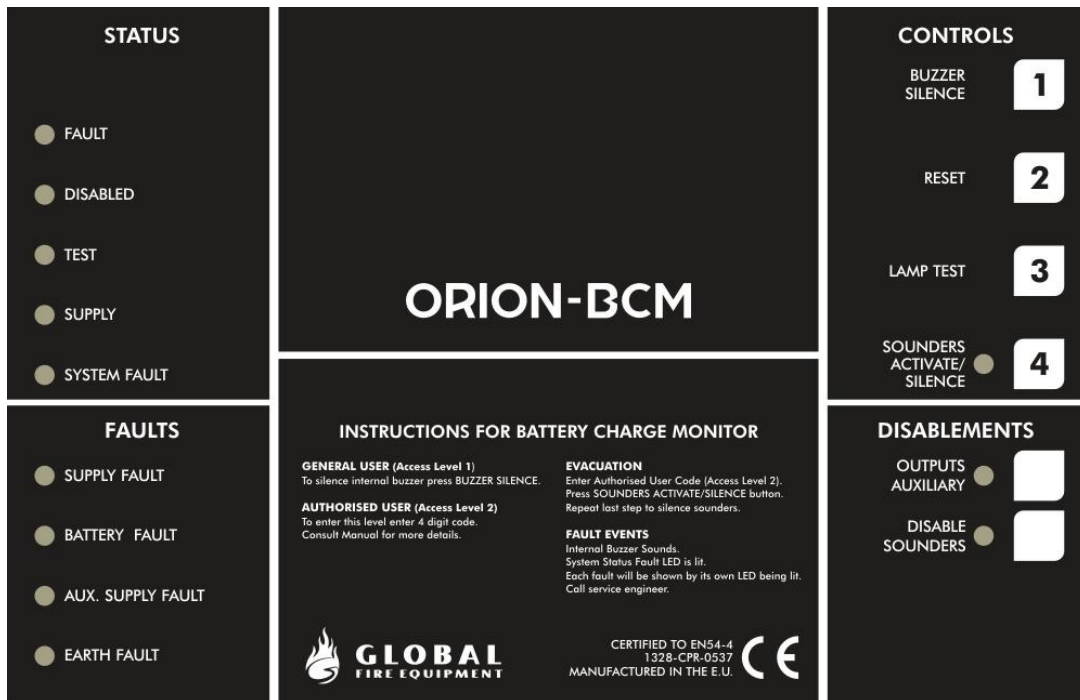 STATUS
FAULT
DISABLED
TEST
SUPPLY
SYSTEM FAULT
FAULTS
SUPPLY FAULT
BATTERY FAULT
AUX. SUPPLY FAULT
EARTH FAULT
ORION-BCM
INSTRUCTIONS FOR BATTERY CHARGE MONITOR
GENERAL USER (Access Level 1)
To silence internal buzzer press BUZZER SILENCE.
AUTHORISED USER (Access Level 2)
To enter this level enter 4 digit code.
Consult Manual for more details.
EVACUATION
Enter Authorised User Code (Access Level 2).
Press SOUNDERS ACTIVATE/SILENCE button.
Repeat last step to silence sounders.
FAULT EVENTS
Internal Buzzer Sounds.
System Status Fault LED is lit.
Each fault will be shown by its own LED being lit.
Call service engineer.
GLOBAL
FIRE EQUIPMENT
CERTIFIED TO EN54-4
1328-CPR-0537
MANUFACTURED IN THE E.U.
CE
CONTROLS
BUZZER
SILENCE
1
RESET
2
LAMP TEST
3
SOUNDERS
ACTIVATE/
SILENCE
4
DISABLEMENTS
OUTPUTS
AUXILIARY
DISABLE
SOUNDERS